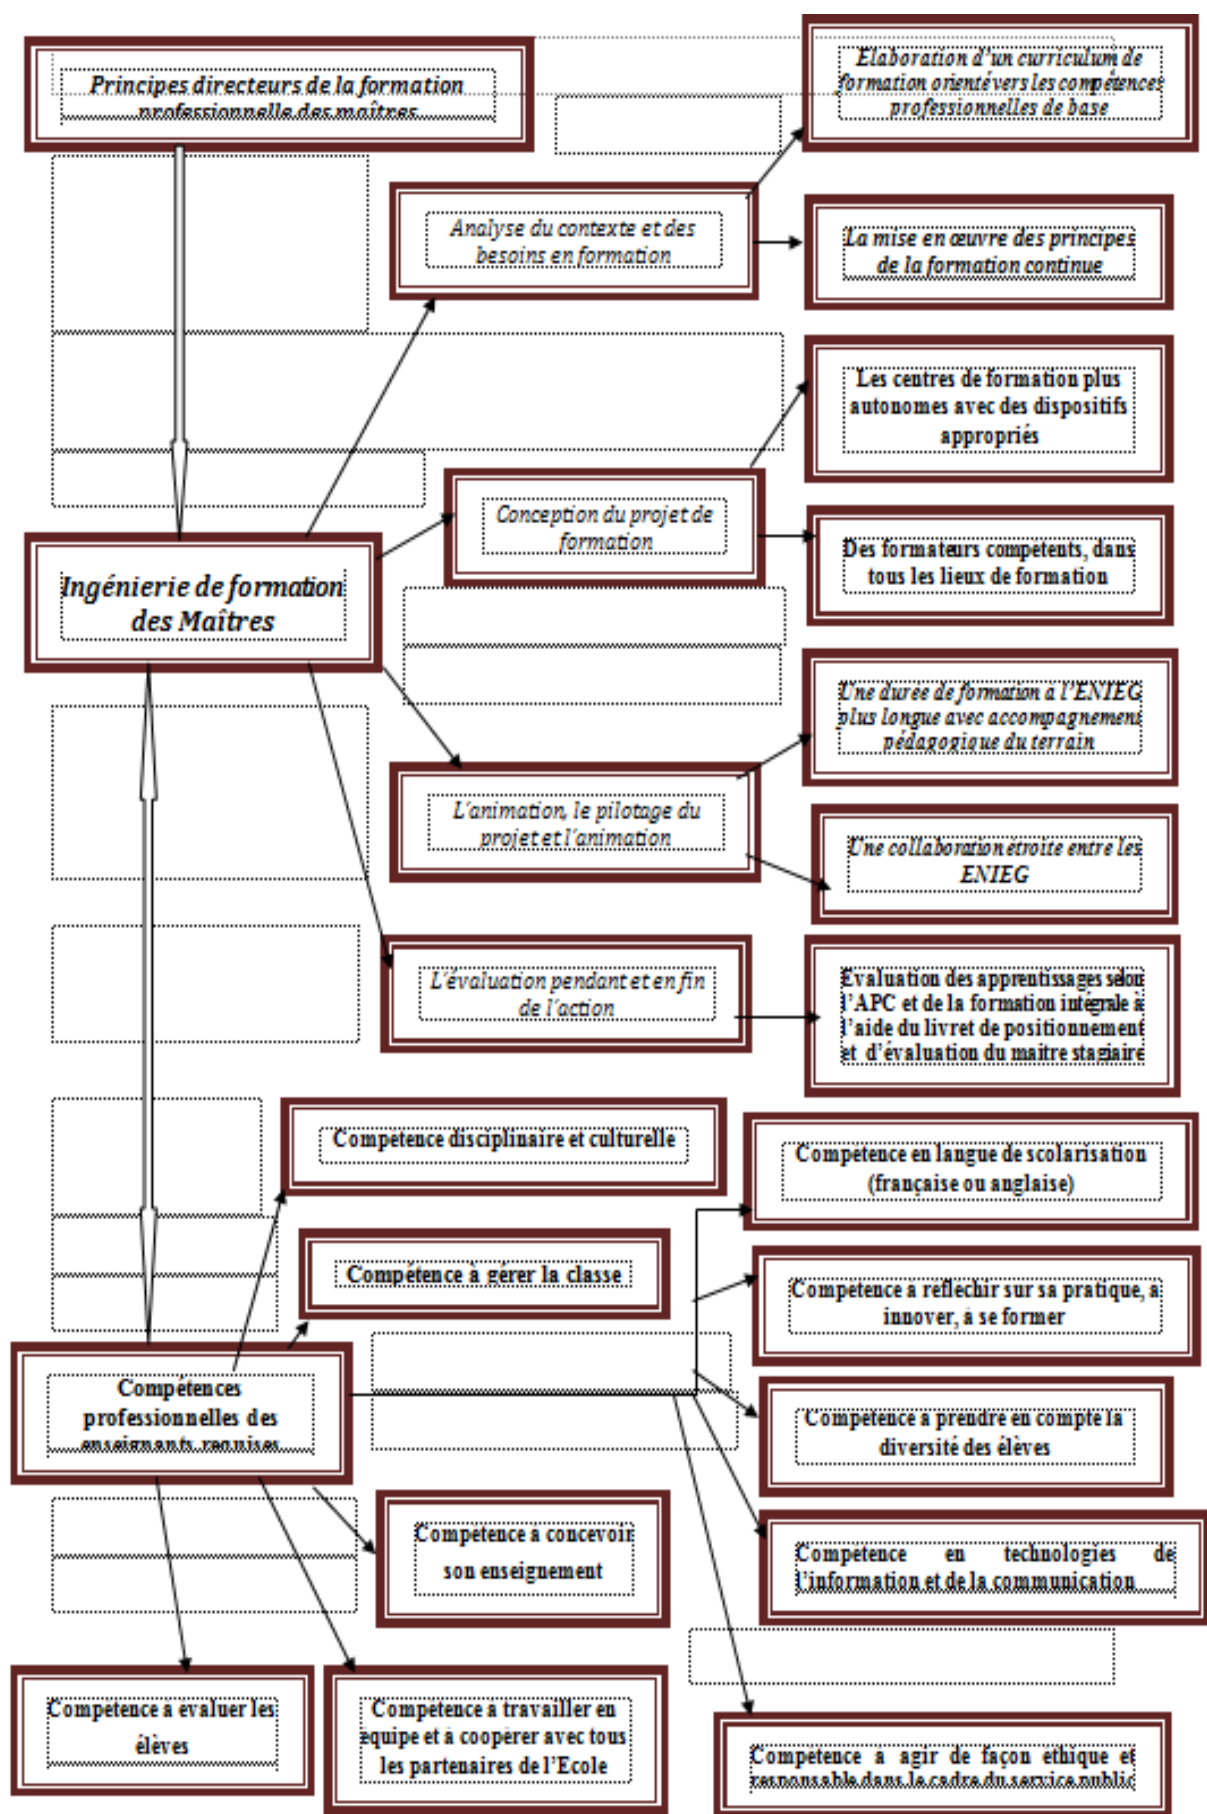 Principes directeurs de la formation
professionnelle des maîtres
Elaboration d'un curriculum de
formation orienté vers les compétences
professionnelles de base
Analyse du contexte et des
besoins en formation
La mise en œuvre des principes
de la formation continue
Les centres de formation plus
autonomes avec des dispositifs
appropriés
Conception du projet de
formation
Des formateurs compétents, dans
tous les lieux de formation
Ingénierie de formation
des Maîtres
Une durée de formation à l'ENIEG
plus longue avec accompagnement
pédagogique du terrain
L'animation, le pilotage du
projet et l'animation
Une collaboration étroite entre les
ENIEG
L'évaluation pendant et en fin
de l'action
Evaluation des apprentissages selon
l'APC et de la formation intégrale à
l'aide du livret de positionnement
et d'évaluation du maitre stagiaire
Compétence disciplinaire et culturelle
Compétence en langue de scolarisation
(française ou anglaise)
Compétence à gérer la classe
Compétence à réfléchir sur sa pratique, à
innover, à se former
Compétences
professionnelles des
enseignants requises
Compétence à prendre en compte la
diversité des élèves
Compétence à concevoir
son enseignement
Compétence en technologies de
l'information et de la communication
Compétence à évaluer les
élèves
Compétence à travailler en
équipe et à coopérer avec tous
les partenaires de l'Ecole
Compétence à agir de façon éthique et
responsable dans le cadre du service public